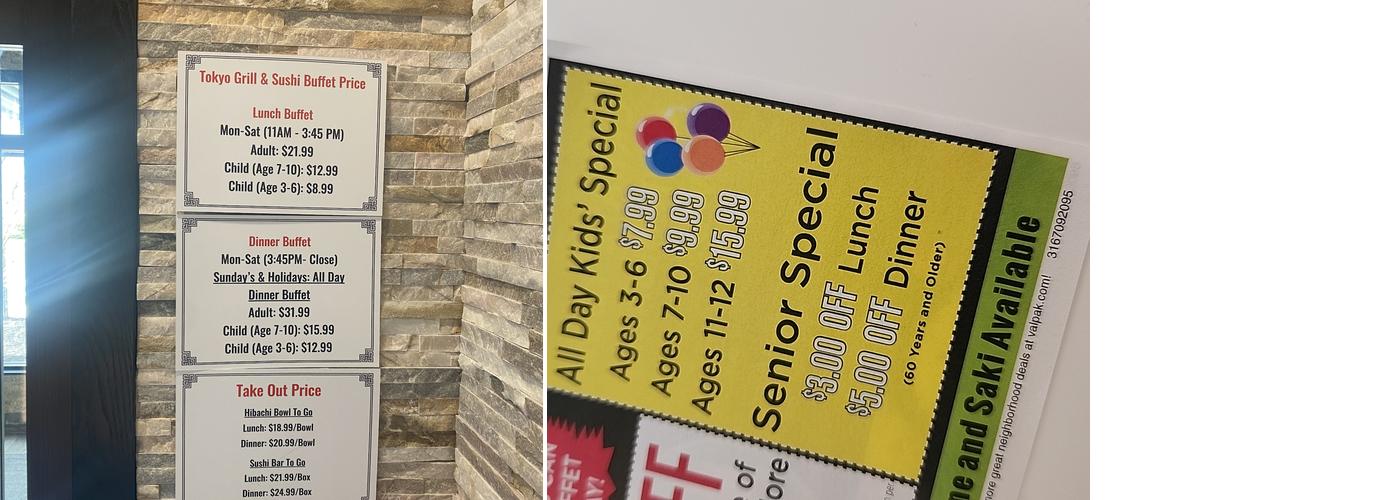 Tokyo Grill & Sushi Buffet Price
Lunch Buffet
Mon-Sat (11AM - 3:45 PM)
Adult: $21.99
Child (Age 7-10): $12.99
Child (Age 3-6): $8.99
Dinner Buffet
Mon-Sat (3:45PM- Close)
Sunday's & Holidays: All Day
Dinner Buffet
Adult: $31.99
Child (Age 7-10): $15.99
Child (Age 3-6): $12.99
Take Out Price
Hibachi Bowl To Go
Lunch: $18.99/Bowl
Dinner: $20.99/Bowl
Sushi Bar To Go
Lunch: $21.99/Box
Dinner: $24.99/Box
All Day Kids' Special
Ages 3-6 $7.99
Ages 7-10 $9.99
Ages 11-12 $15.99
Senior Special
$3.00 OFF Lunch
$5.00 OFF Dinner
(60 Years and Older)
and Saki Available
great neighborhood deals at valpak.com! 3167092095